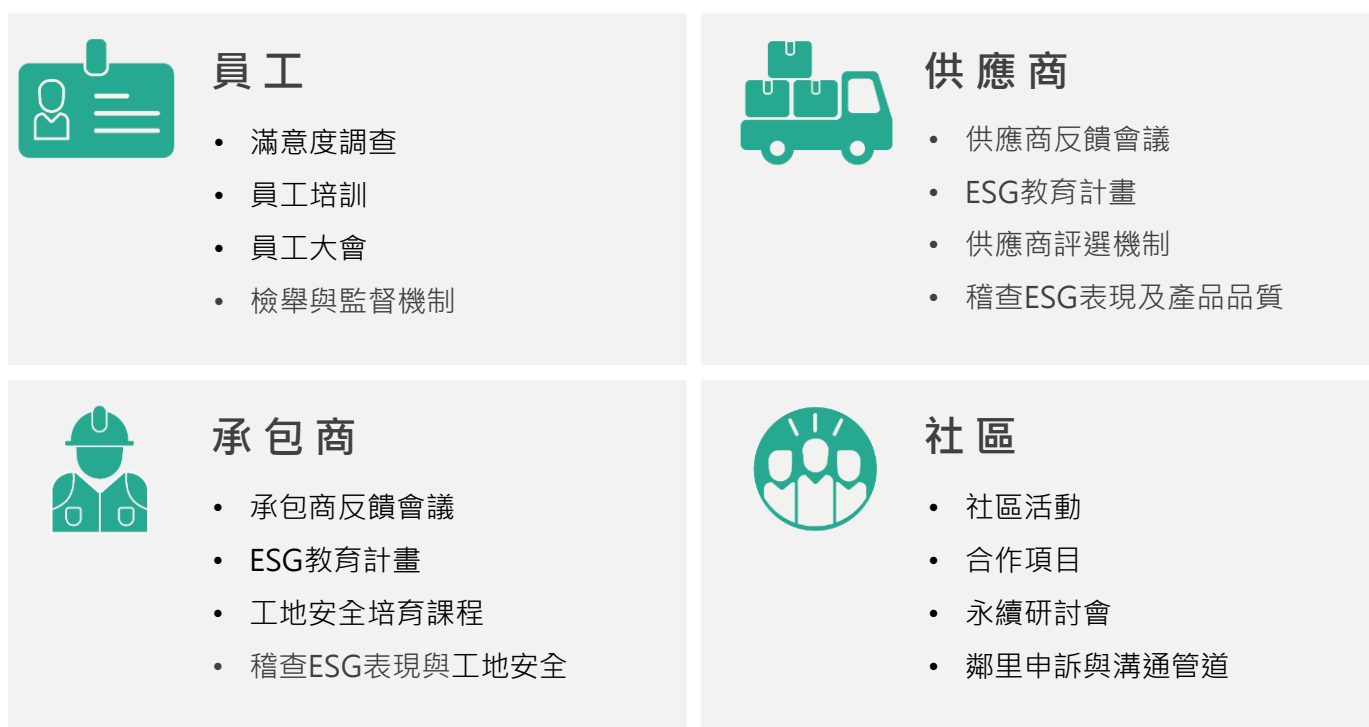 員工
• 滿意度調查
• 員工培訓
• 員工大會
• 檢舉與監督機制
供應商
• 供應商反饋會議
• ESG教育計畫
• 供應商評選機制
• 稽查ESG表現及產品品質
承包商
• 承包商反饋會議
• ESG教育計畫
• 工地安全培育課程
• 稽查ESG表現與工地安全
社區
• 社區活動
• 合作項目
• 永續研討會
• 鄰里申訴與溝通管道